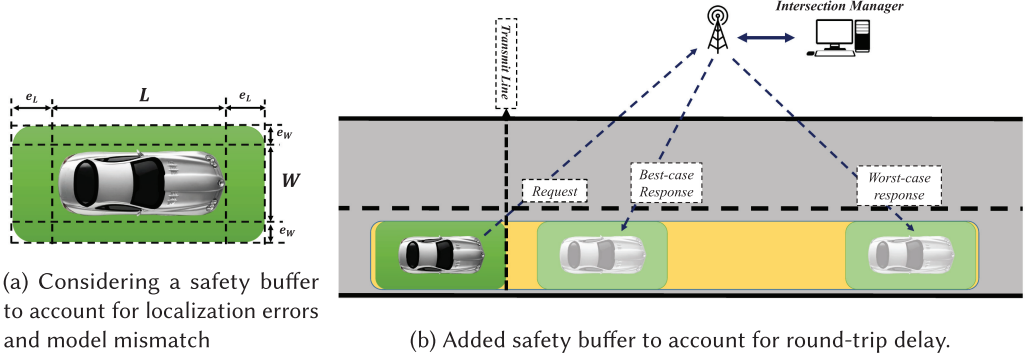 e_L
L
e_L
e_W
W
e_W
(a) Considering a safety buffer
to account for localization errors
and model mismatch
Transmit Line
Intersection Manager
Request
Best-case
Response
Worst-case
response
(b) Added safety buffer to account for round-trip delay.